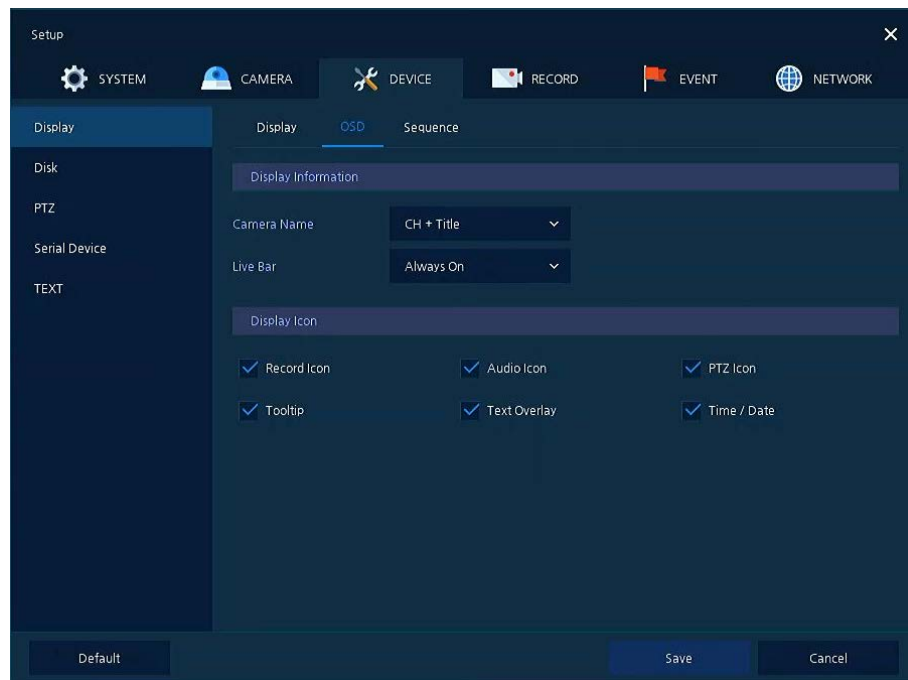 Setup
SYSTEM CAMERA DEVICE RECORD EVENT NETWORK
Display
Disk
PTZ
Serial Device
TEXT
Display OSD Sequence
Display Information
Camera Name CH + Title
Live Bar Always On
Display Icon
Record Icon Audio Icon PTZ Icon
Tooltip Text Overlay Time / Date
Default Save Cancel